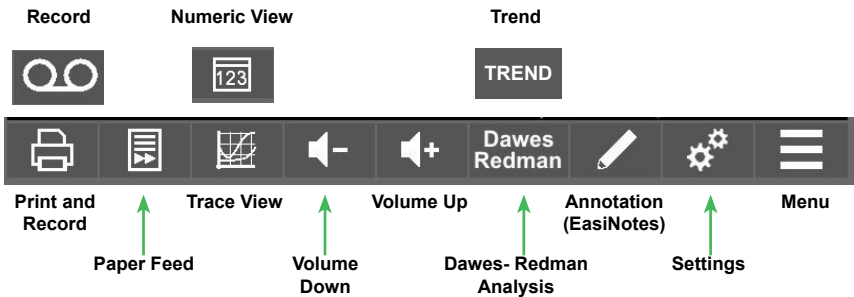 Record
Numeric View
Trend
123
TREND
Dawes
Redman
Print and
Record
Trace View
Volume Up
Annotation
(EasiNotes)
Menu
Paper Feed
Volume
Down
Dawes- Redman
Analysis
Settings